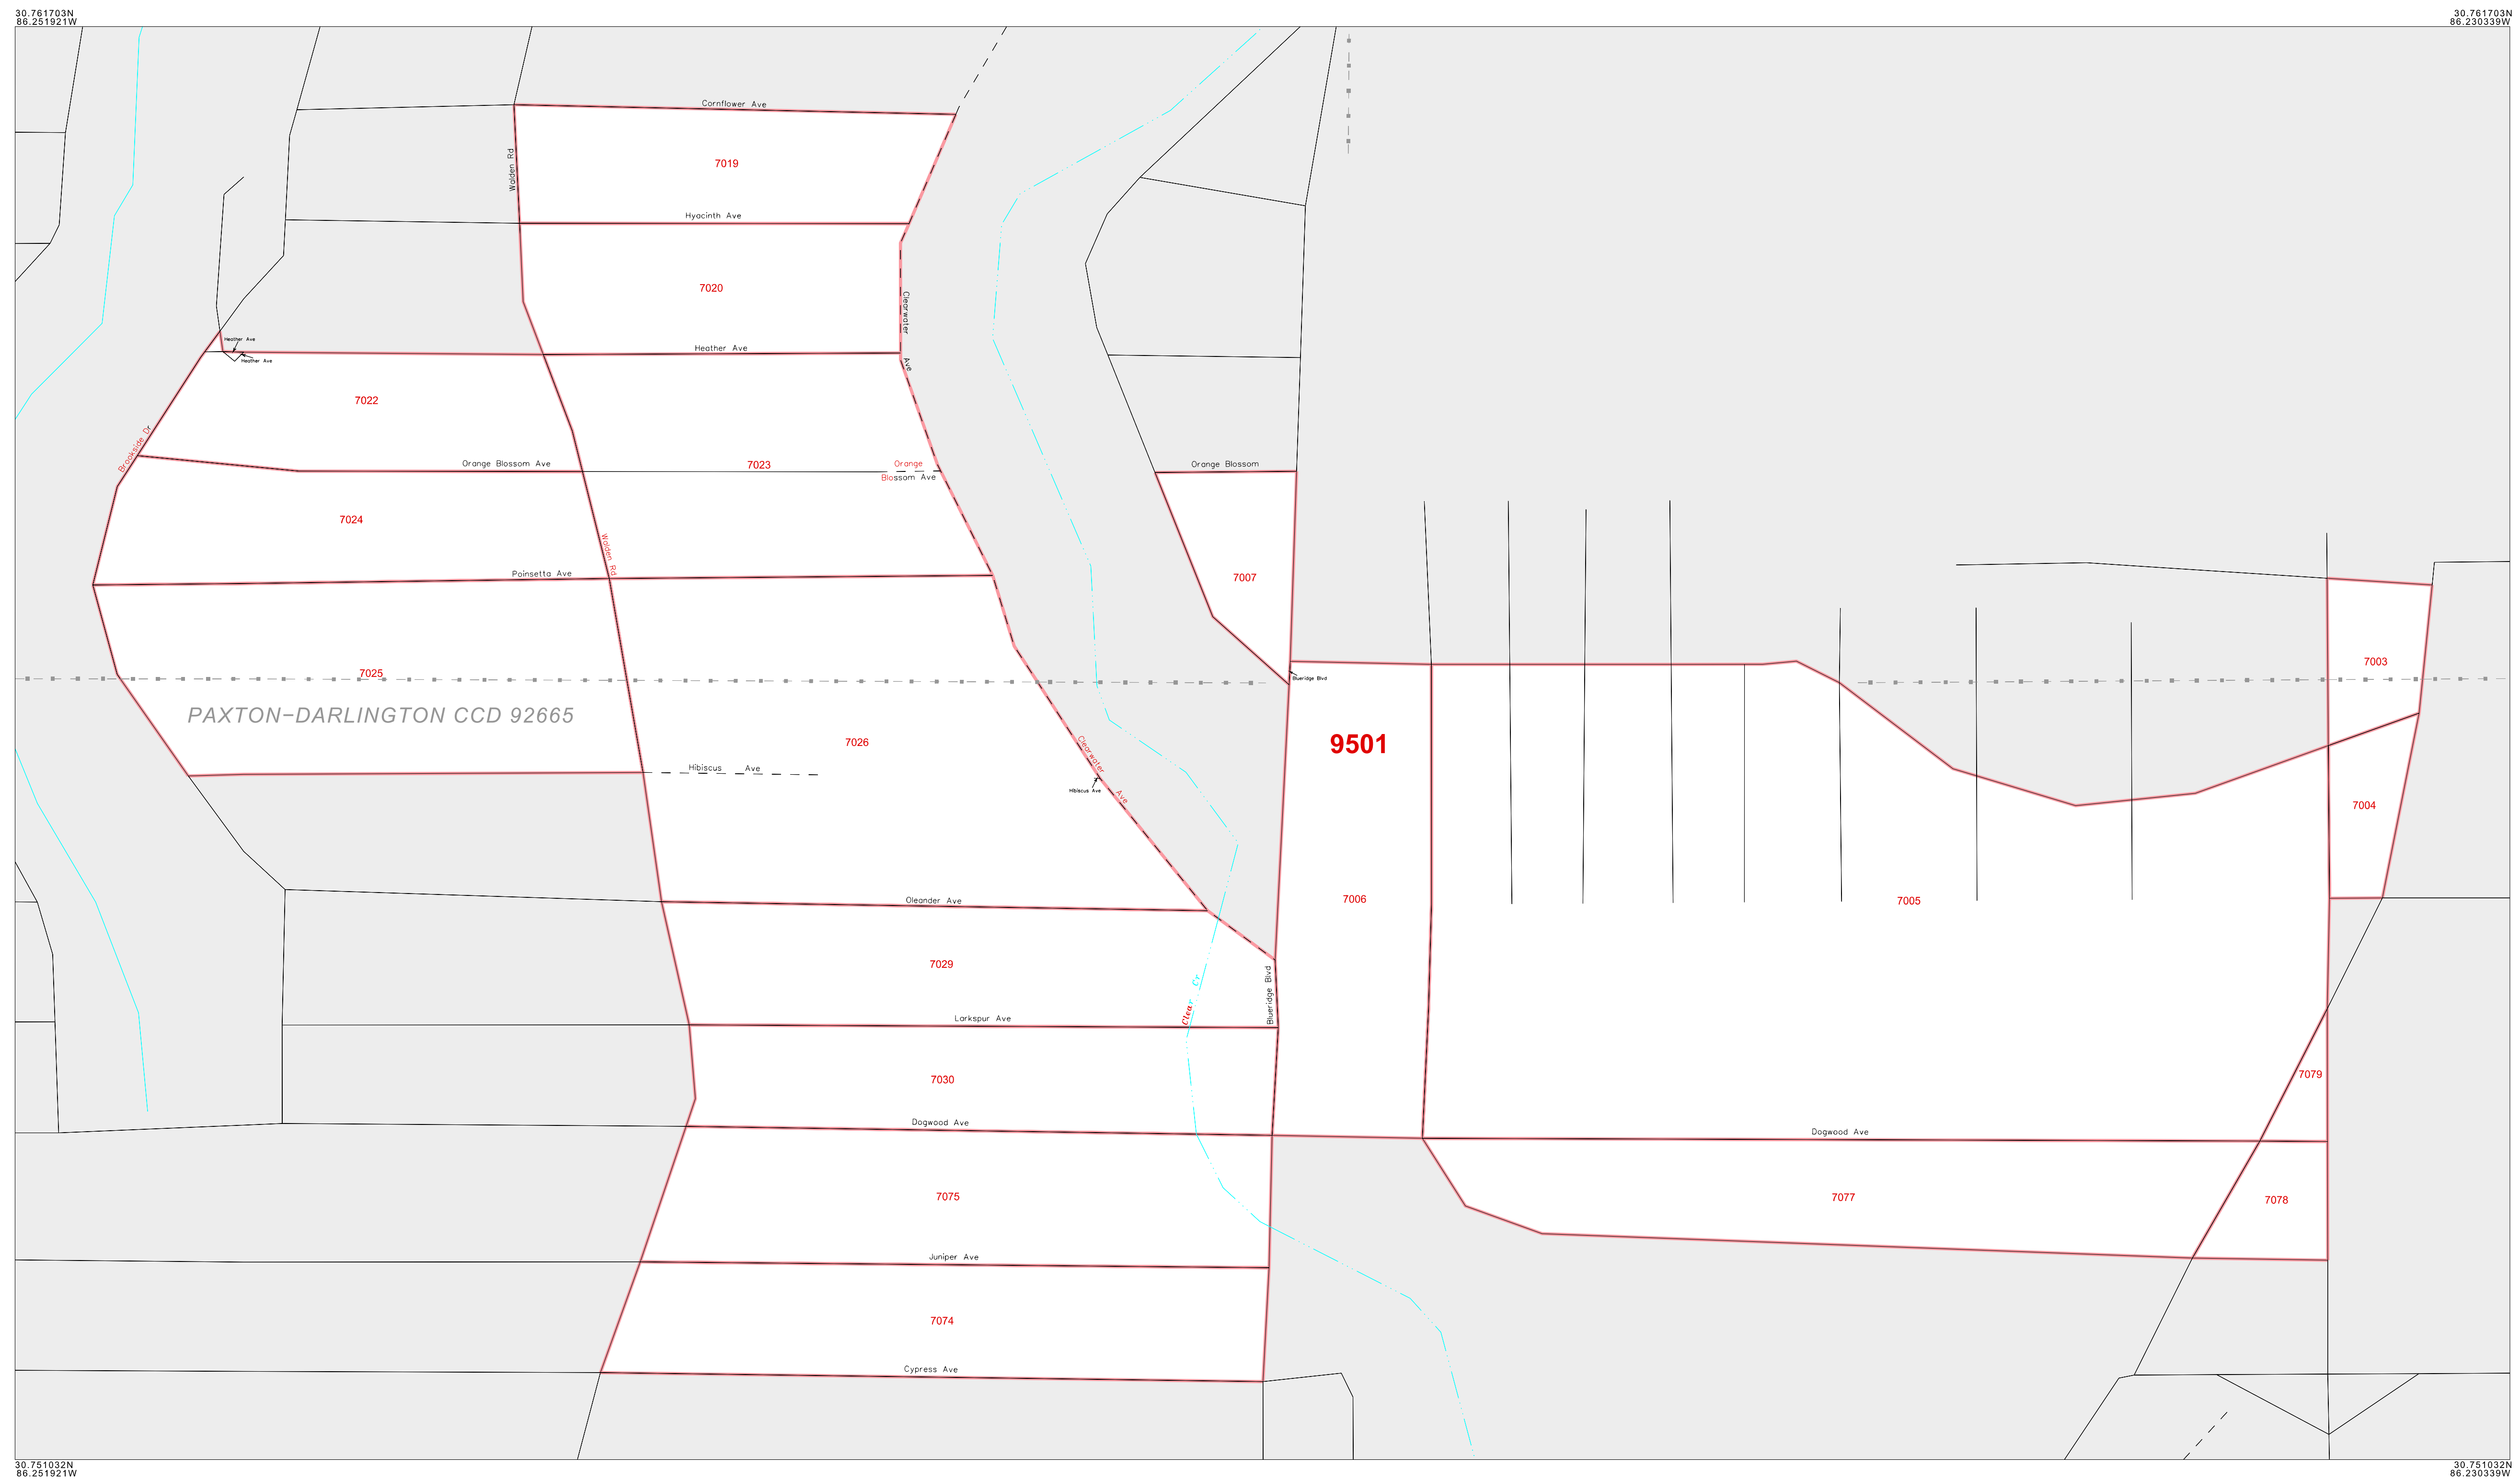 30.761703N
86.251921W
30.761703N
86.230339W
Cornflower Ave
Walden Rd
7019
Hyacinth Ave
7020
Clearwater Ave
Heather Ave
Heather Ave
Heather Ave
7022
Brookside Dr
Orange Blossom Ave
7023
Orange
Blossom Ave
Orange Blossom
7024
Walden Rd
Poinsetta Ave
7007
7003
7025
Blueridge Blvd
PAXTON-DARLINGTON CCD 92665
7026
Clearwater Ave
9501
Hibiscus Ave
Hibiscus Ave
7004
Oleander Ave
7006
7005
7029
Clear Cr
Blueridge Blvd
Larkspur Ave
7030
7079
Dogwood Ave
Dogwood Ave
7075
7077
7078
Juniper Ave
7074
Cypress Ave
30.751032N
86.251921W
30.751032N
86.230339W